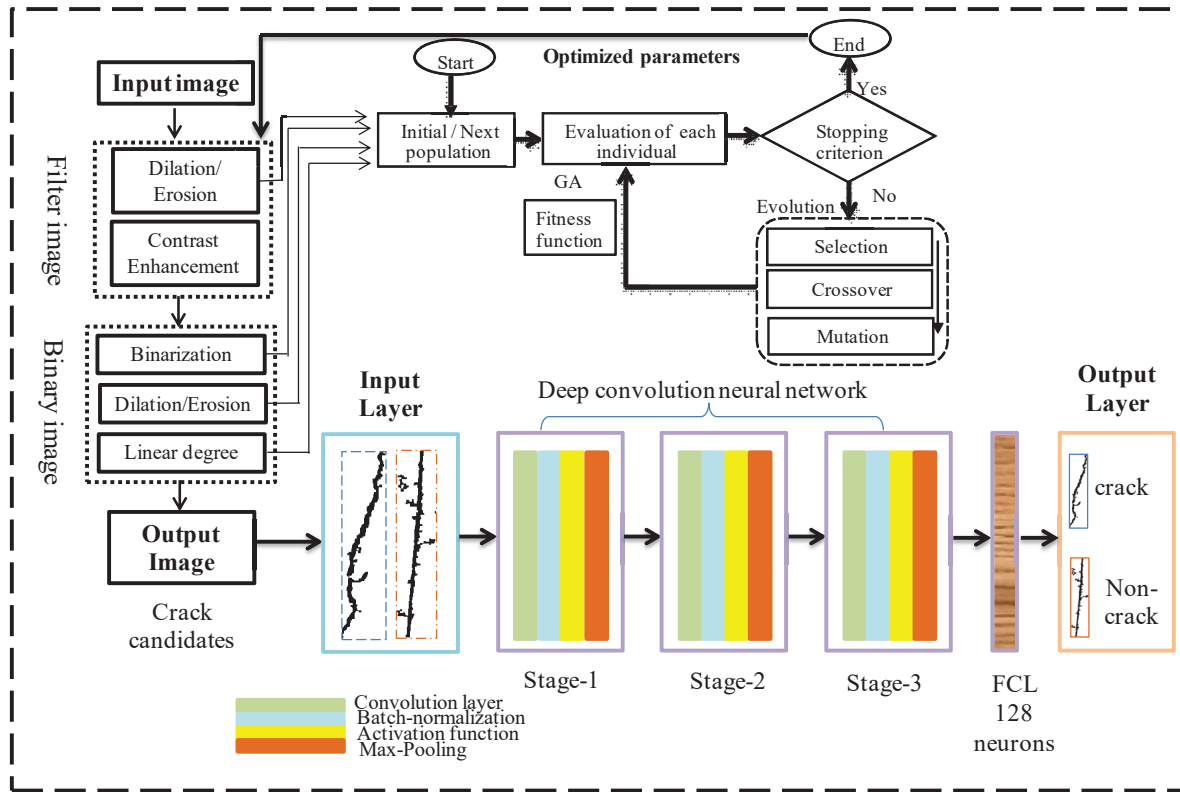 End
Optimized parameters
Start
Input image
Yes
Initial / Next
population
Evaluation of each
individual
Stopping
criterion
Filter image
Dilation/
Erosion
Contrast
Enhancement
GA
Fitness
function
No
Evolution
Selection
Crossover
Mutation
Binary image
Binarization
Dilation/Erosion
Linear degree
Output
Image
Crack
candidates
Input
Layer
Deep convolution neural network
Output
Layer
crack
Non-
crack
Stage-1
Stage-2
Stage-3
FCL
128
neurons
Convolution layer
Batch-normalization
Activation function
Max-Pooling